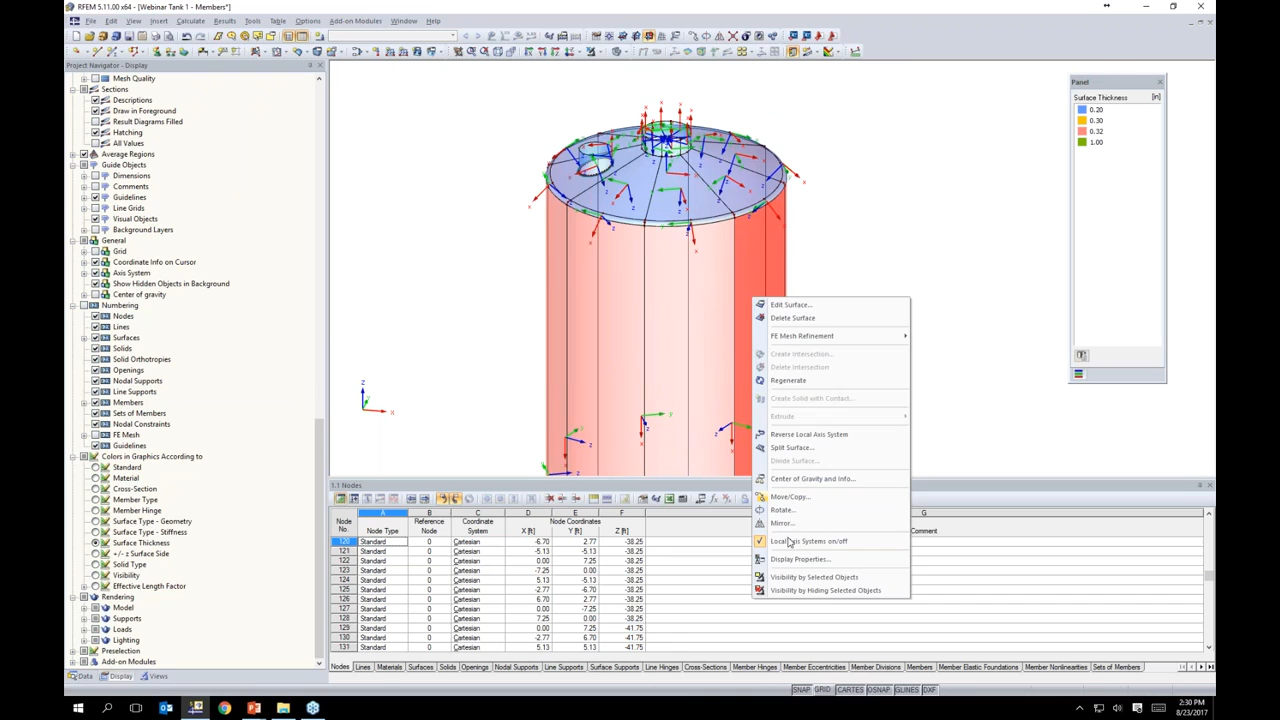 RFEM 5.11.00 x64 - [Webinar Tank 1 - Members*]
File Edit View Insert Calculate Results Tools Table Options Add-on Modules Window Help
Project Navigator - Display
Mesh Quality
Sections
Descriptions
Draw in Foreground
Result Diagrams Filled
Hatching
All Values
Average Regions
Guide Objects
Dimensions
Comments
Guidelines
Line Grids
Visual Objects
Background Layers
General
Grid
Coordinate Info on Cursor
Axis System
Show Hidden Objects in Background
Center of gravity
Numbering
Nodes
Lines
Surfaces
Solids
Solid Orthotropies
Openings
Nodal Supports
Line Supports
Members
Sets of Members
Nodal Constraints
FE Mesh
Guidelines
Colors in Graphics According to
Standard
Material
Cross-Section
Member Type
Member Hinge
Surface Type - Geometry
Surface Type - Stiffness
Surface Thickness
+/- z Surface Side
Solid Type
Visibility
Effective Length Factor
Rendering
Model
Supports
Loads
Lighting
Preselection
Add-on Modules
Data Display Views
Panel
Surface Thickness [in]
0.20
0.30
0.32
1.00
Edit Surface...
Delete Surface
FE Mesh Refinement
Create Intersection...
Delete Intersection
Regenerate
Create Solid with Contact...
Extrude
Reverse Local Axis System
Split Surface...
Divide Surface...
Center of Gravity and Info...
Move/Copy...
Rotate...
Mirror...
Local Axis Systems on/off
Display Properties...
Visibility by Selected Objects
Visibility by Hiding Selected Objects
1.1 Nodes
A B C D E F G
Node Reference Coordinate Node Coordinates
No. Node Type Node System X [ft] Y [ft] Z [ft] Comment
120 Standard 0 Cartesian -6.70 2.77 -38.25
121 Standard 0 Cartesian -5.13 -5.13 -38.25
122 Standard 0 Cartesian 0.00 7.25 -38.25
123 Standard 0 Cartesian -7.25 0.00 -38.25
124 Standard 0 Cartesian 5.13 -5.13 -38.25
125 Standard 0 Cartesian -2.77 6.70 -38.25
126 Standard 0 Cartesian 6.70 2.77 -38.25
127 Standard 0 Cartesian 0.00 -7.25 -38.25
128 Standard 0 Cartesian 7.25 0.00 -38.25
129 Standard 0 Cartesian 0.00 7.25 -41.75
130 Standard 0 Cartesian -2.77 6.70 -41.75
131 Standard 0 Cartesian 5.13 5.13 -41.75
Nodes Lines Materials Surfaces Solids Openings Nodal Supports Line Supports Surface Supports Line Hinges Cross-Sections Member Hinges Member Eccentricities Member Divisions Members Member Elastic Foundations Member Nonlinearities Sets of Members
SNAP GRID CARTES OSNAP GLINES DXF
2:30 PM
8/23/2017